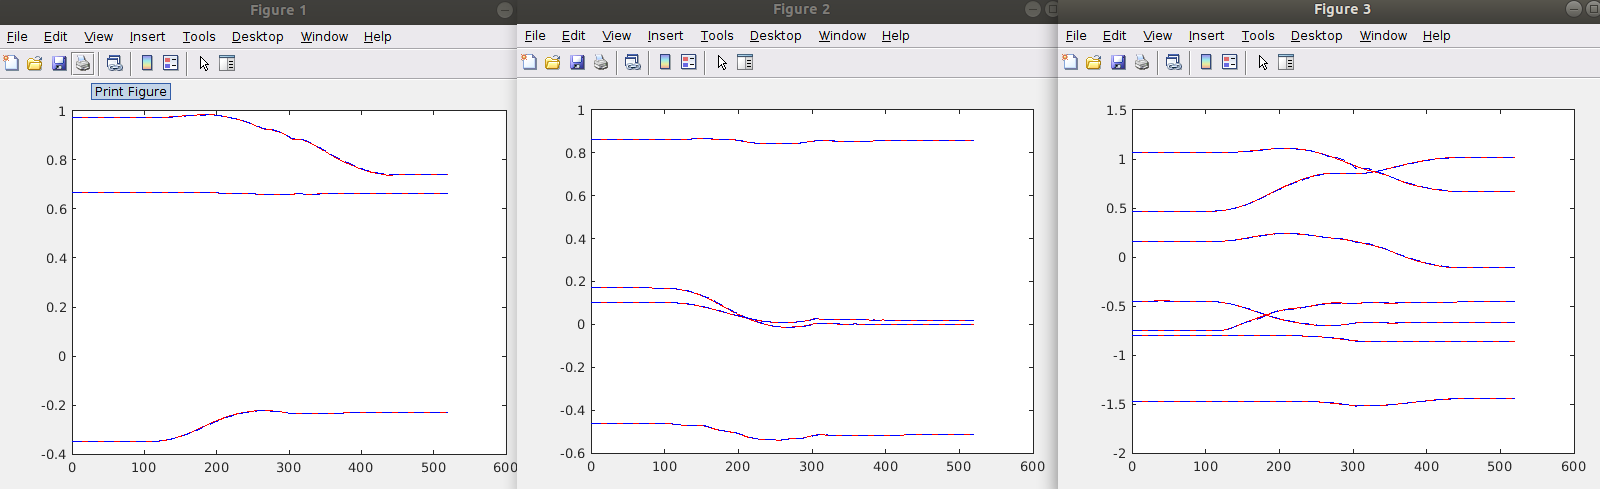 Figure 1
File Edit View Insert Tools Desktop Window Help
Print Figure
1
0.8
0.6
0.4
0.2
0
-0.2
-0.4
0 100 200 300 400 500 600
Figure 2
File Edit View Insert Tools Desktop Window Help
1
0.8
0.6
0.4
0.2
0
-0.2
-0.4
-0.6
0 100 200 300 400 500 600
Figure 3
File Edit View Insert Tools Desktop Window Help
1.5
1
0.5
0
-0.5
-1
-1.5
-2
0 100 200 300 400 500 600